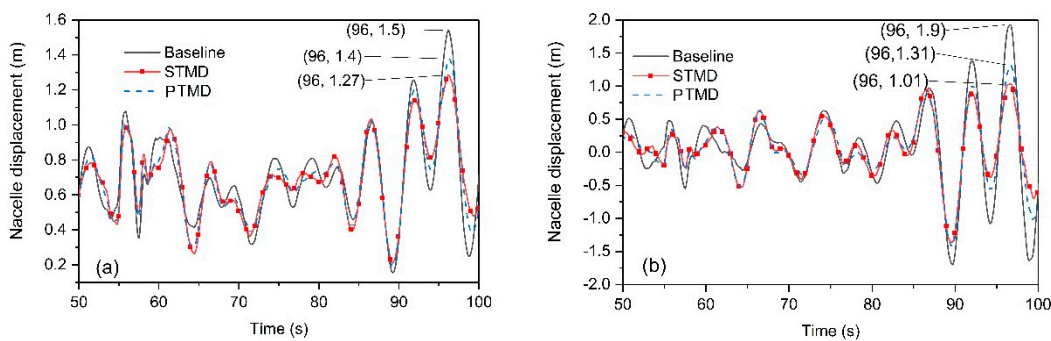 1.6
1.4
1.2
1.0
0.8
0.6
0.4
0.2
Nacelle displacement (m)
Baseline
STMD
PTMD
(96, 1.5)
(96, 1.4)
(96, 1.27)
(a)
50 60 70 80 90 100
Time (s)
2.0
1.5
1.0
0.5
0.0
-0.5
-1.0
-1.5
-2.0
Nacelle displacement (m)
Baseline
STMD
PTMD
(96, 1.9)
(96,1.31)
(96, 1.01)
(b)
50 60 70 80 90 100
Time (s)